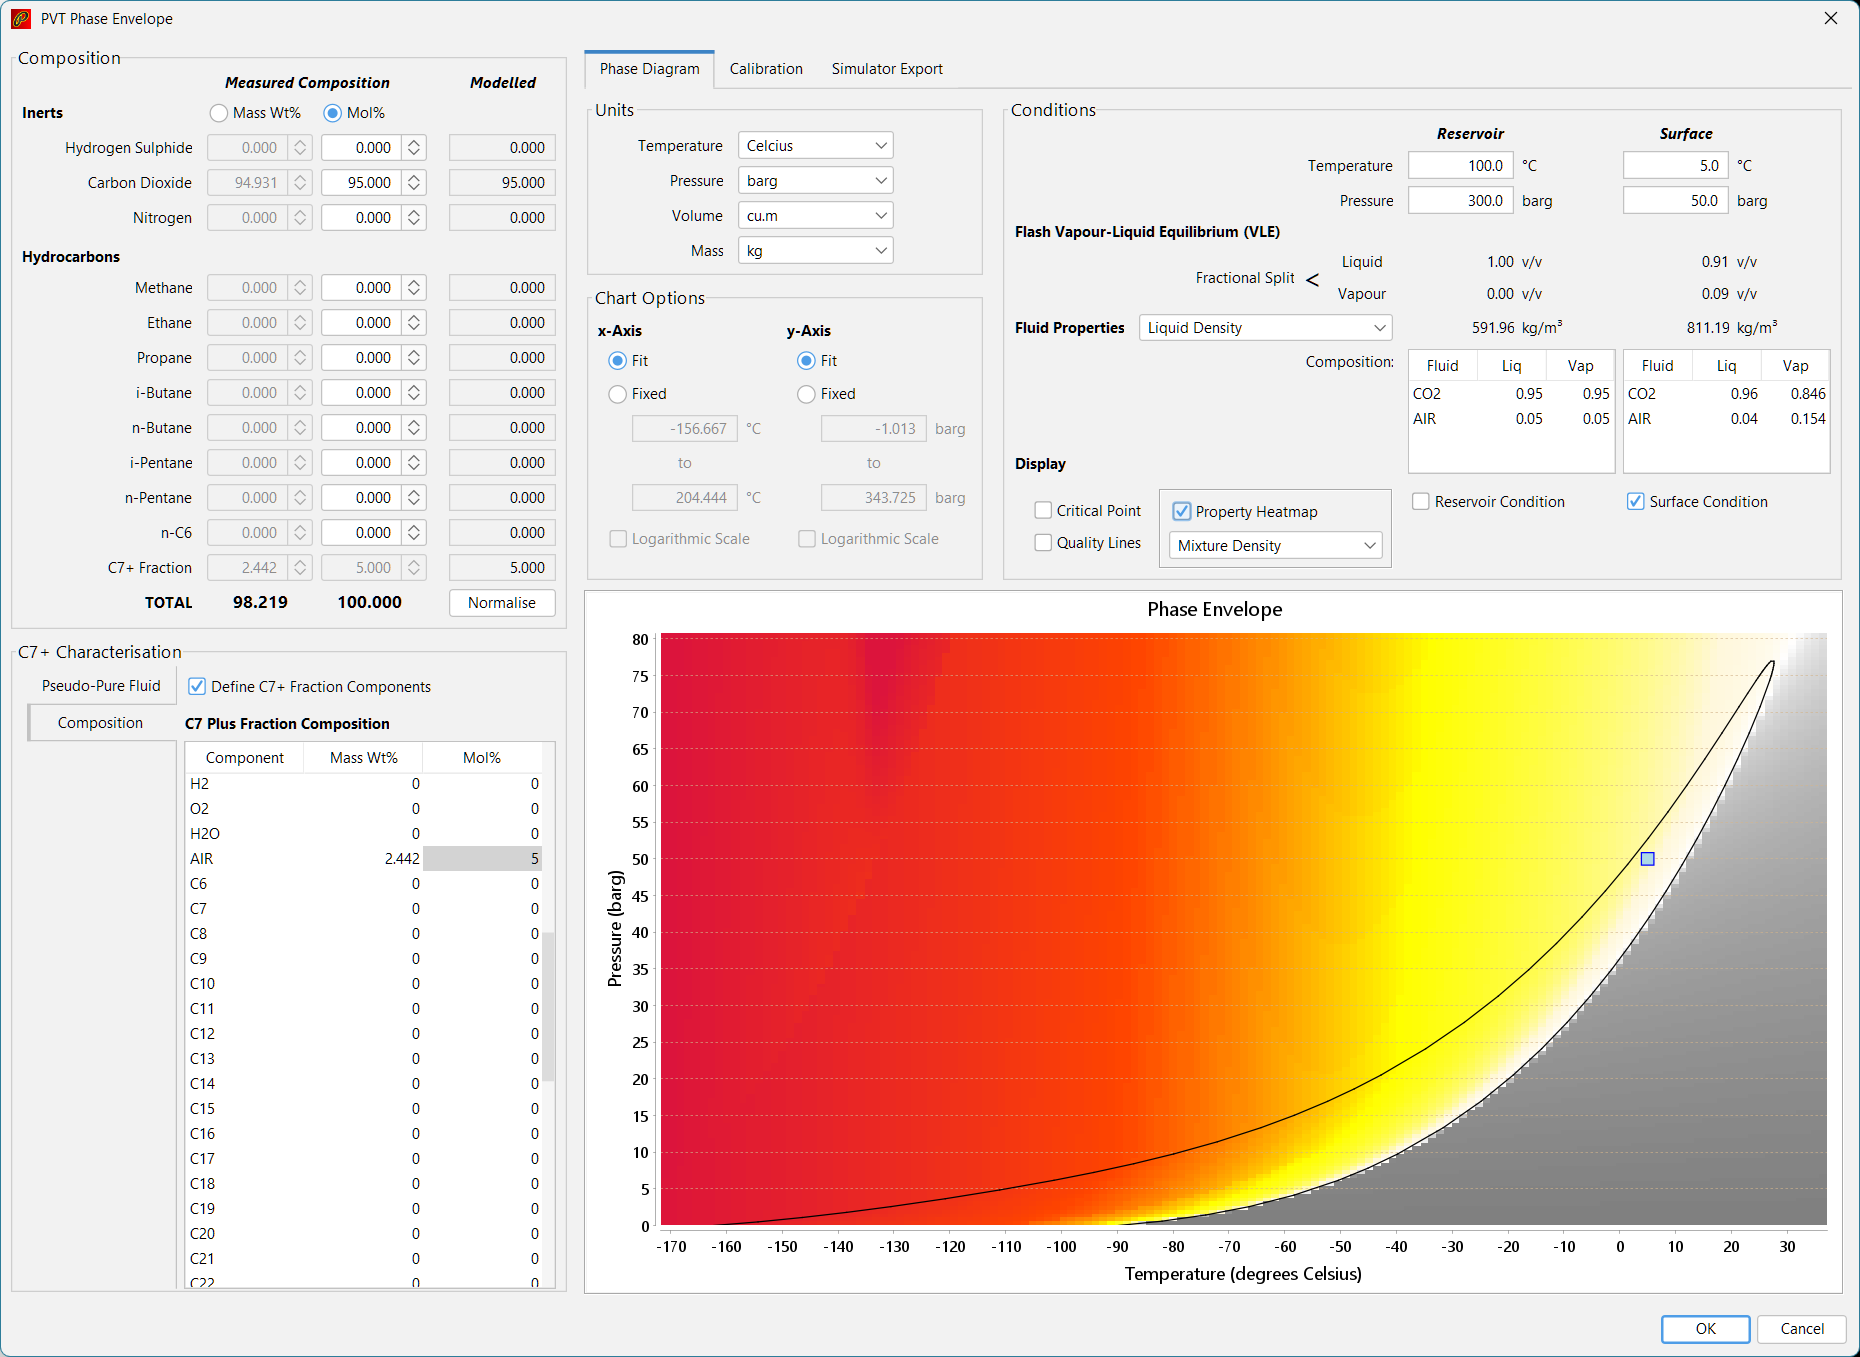 PVT Phase Envelope
Composition
Measured Composition Modelled
Inerts Mass Wt% Mol%
Hydrogen Sulphide 0.000 0.000 0.000
Carbon Dioxide 94.931 95.000 95.000
Nitrogen 0.000 0.000 0.000
Hydrocarbons
Methane 0.000 0.000 0.000
Ethane 0.000 0.000 0.000
Propane 0.000 0.000 0.000
i-Butane 0.000 0.000 0.000
n-Butane 0.000 0.000 0.000
i-Pentane 0.000 0.000 0.000
n-Pentane 0.000 0.000 0.000
n-C6 0.000 0.000 0.000
C7+ Fraction 2.442 5.000 5.000
TOTAL 98.219 100.000 Normalise
C7+ Characterisation
Pseudo-Pure Fluid
Composition
Define C7+ Fraction Components
C7 Plus Fraction Composition
Component Mass Wt% Mol%
H2 0 0
O2 0 0
H2O 0 0
AIR 2.442 5
C6 0 0
C7 0 0
C8 0 0
C9 0 0
C10 0 0
C11 0 0
C12 0 0
C13 0 0
C14 0 0
C15 0 0
C16 0 0
C17 0 0
C18 0 0
C19 0 0
C20 0 0
C21 0 0
C22 0 0
Phase Diagram Calibration Simulator Export
Units
Temperature Celcius
Pressure barg
Volume cu.m
Mass kg
Chart Options
x-Axis y-Axis
Fit Fit
Fixed Fixed
-156.667 °C -1.013 barg
to to
204.444 °C 343.725 barg
Logarithmic Scale Logarithmic Scale
Conditions
Reservoir Surface
Temperature 100.0 °C 5.0 °C
Pressure 300.0 barg 50.0 barg
Flash Vapour-Liquid Equilibrium (VLE)
Fractional Split <
Liquid 1.00 v/v 0.91 v/v
Vapour 0.00 v/v 0.09 v/v
Fluid Properties Liquid Density 591.96 kg/m³ 811.19 kg/m³
Composition:
Fluid Liq Vap Fluid Liq Vap
CO2 0.95 0.95 CO2 0.96 0.846
AIR 0.05 0.05 AIR 0.04 0.154
Display
Critical Point Property Heatmap Reservoir Condition Surface Condition
Quality Lines Mixture Density
Phase Envelope
80
75
70
65
60
55
50
45
40
35
30
25
20
15
10
5
0
Pressure (barg)
-170 -160 -150 -140 -130 -120 -110 -100 -90 -80 -70 -60 -50 -40 -30 -20 -10 0 10 20 30
Temperature (degrees Celsius)
OK Cancel